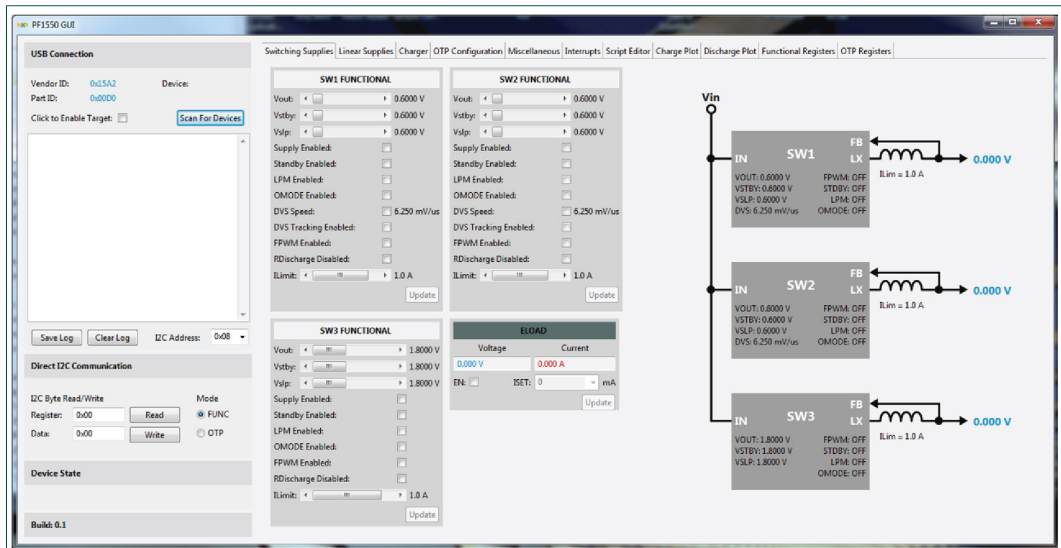 PF1550 GUI
USB Connection
Vendor ID: 0x15A2 Device:
Part ID: 0x00D0
Click to Enable Target: Scan For Devices
Save Log Clear Log I2C Address: 0x08
Direct I2C Communication
I2C Byte Read/Write Mode
Register: 0x00 Read FUNC
Data: 0x00 Write OTP
Device State
Build: 0.1
Switching Supplies Linear Supplies Charger OTP Configuration Miscellaneous Interrupts Script Editor Charge Plot Discharge Plot Functional Registers OTP Registers
SW1 FUNCTIONAL
Vout: 0.6000 V
Vstby: 0.6000 V
Vslp: 0.6000 V
Supply Enabled:
Standby Enabled:
LPM Enabled:
OMODE Enabled:
DVS Speed: 6.250 mV/us
DVS Tracking Enabled:
FPWM Enabled:
RDischarge Disabled:
ILimit: 1.0 A
Update
SW2 FUNCTIONAL
Vout: 0.6000 V
Vstby: 0.6000 V
Vslp: 0.6000 V
Supply Enabled:
Standby Enabled:
LPM Enabled:
OMODE Enabled:
DVS Speed: 6.250 mV/us
DVS Tracking Enabled:
FPWM Enabled:
RDischarge Disabled:
ILimit: 1.0 A
Update
SW3 FUNCTIONAL
Vout: 1.8000 V
Vstby: 1.8000 V
Vslp: 1.8000 V
Supply Enabled:
Standby Enabled:
LPM Enabled:
OMODE Enabled:
FPWM Enabled:
RDischarge Disabled:
ILimit: 1.0 A
Update
ELOAD
Voltage Current
0.000 V 0.000 A
EN: ISET: 0 mA
Update
Vin
FB
IN SW1 LX 0.000 V
ILim = 1.0 A
VOUT: 0.6000 V FPWM: OFF
VSTBY: 0.6000 V STDBY: OFF
VSLP: 0.6000 V LPM: OFF
DVS: 6.250 mV/us OMODE: OFF
FB
IN SW2 LX 0.000 V
ILim = 1.0 A
VOUT: 0.6000 V FPWM: OFF
VSTBY: 0.6000 V STDBY: OFF
VSLP: 0.6000 V LPM: OFF
DVS: 6.250 mV/us OMODE: OFF
FB
IN SW3 LX 0.000 V
ILim = 1.0 A
VOUT: 1.8000 V FPWM: OFF
VSTBY: 1.8000 V STDBY: OFF
VSLP: 1.8000 V LPM: OFF
OMODE: OFF